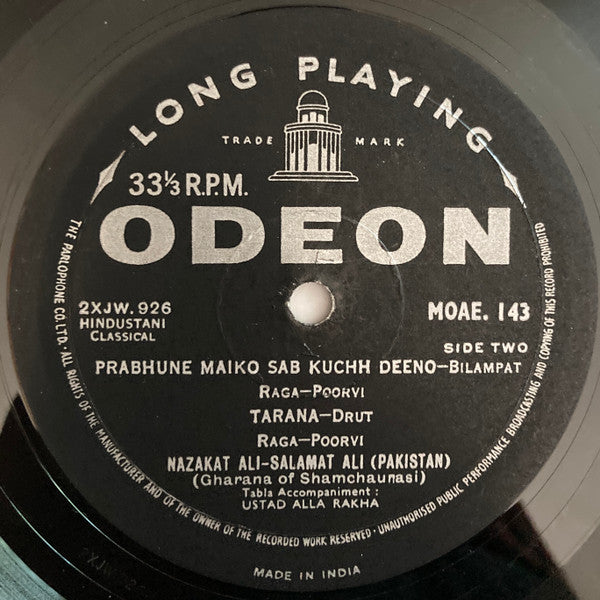 LONG PLAYING
TRADE MARK
33⅓ R.P.M.
ODEON
2XJW. 926
HINDUSTANI
CLASSICAL
MOAE. 143
SIDE TWO
PRABHUNE MAIKO SAB KUCHH DEENO—BILAMPAT
RAGA—POORVI
TARANA—DRUT
RAGA—POORVI
NAZAKAT ALI-SALAMAT ALI (PAKISTAN)
(Gharana of Shamchaurasi)
Tabla Accompaniment :
USTAD ALLA RAKHA
THE PARLOPHONE CO. LTD. · ALL RIGHTS OF THE MANUFACTURER AND OF THE OWNER OF THE RECORDED WORK RESERVED · UNAUTHORISED PUBLIC PERFORMANCE BROADCASTING AND COPYING OF THIS RECORD PROHIBITED
MADE IN INDIA